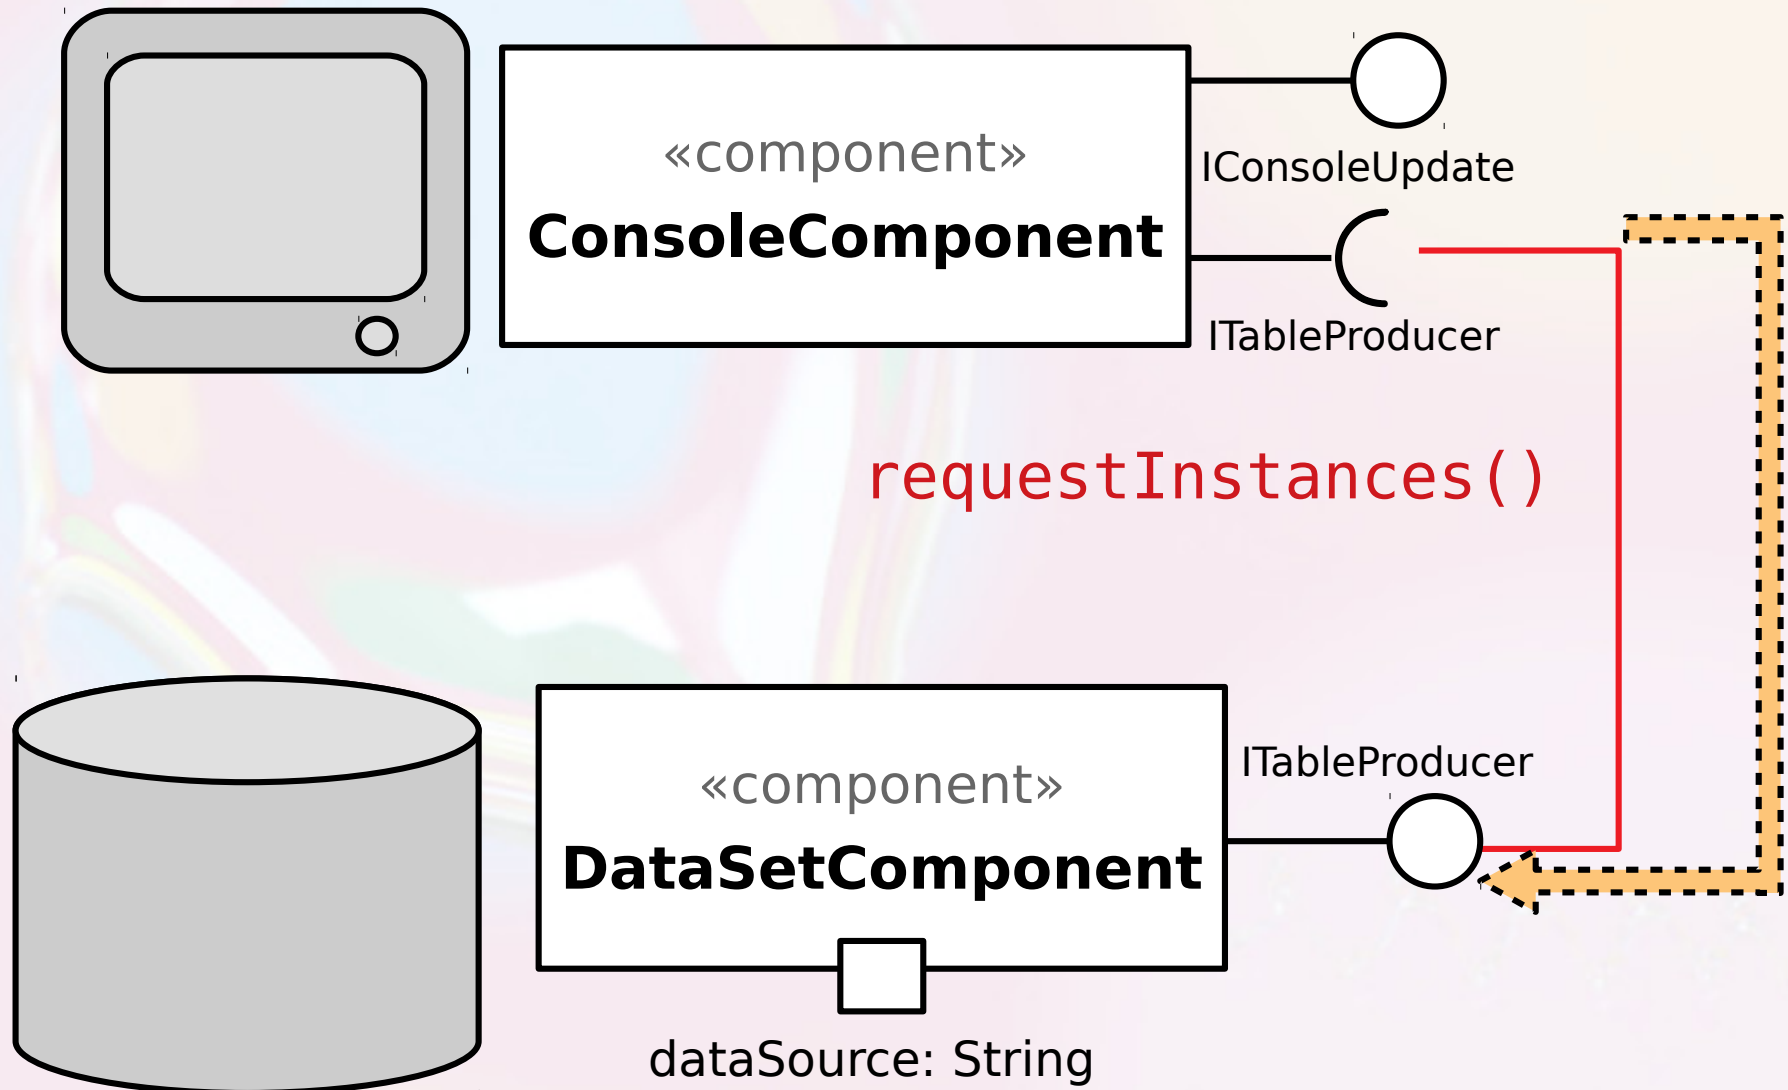 «component»
ConsoleComponent
IConsoleUpdate
ITableProducer
requestInstances()
«component»
DataSetComponent
ITableProducer
dataSource: String